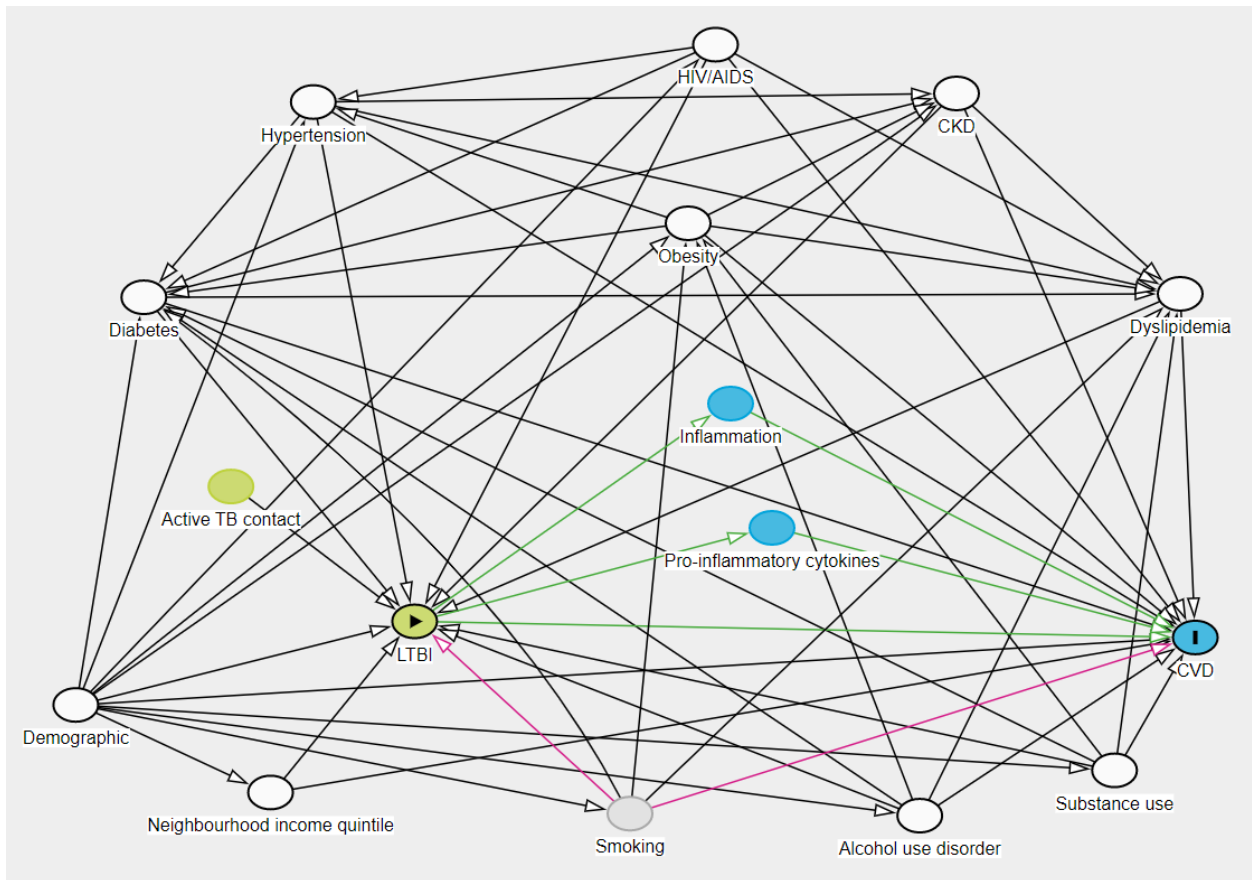 HIV/AIDS
Hypertension
CKD
Obesity
Diabetes
Dyslipidemia
Inflammation
Active TB contact
Pro-inflammatory cytokines
LTBI
CVD
Demographic
Neighbourhood income quintile
Substance use
Smoking
Alcohol use disorder